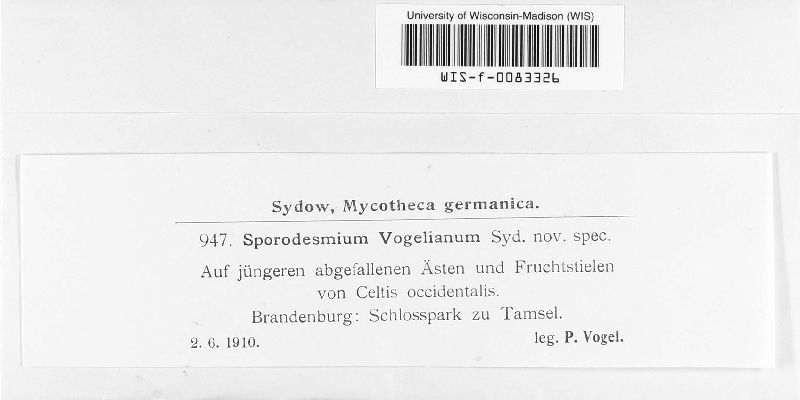 University of Wisconsin-Madison (WIS)
WIS-f-0083326
Sydow, Mycotheca germanica.
947. Sporodesmium Vogelianum Syd. nov. spec.
Auf jüngeren abgefallenen Ästen und Fruchtstielen
von Celtis occidentalis.
Brandenburg: Schlosspark zu Tamsel.
2. 6. 1910. leg. P. Vogel.